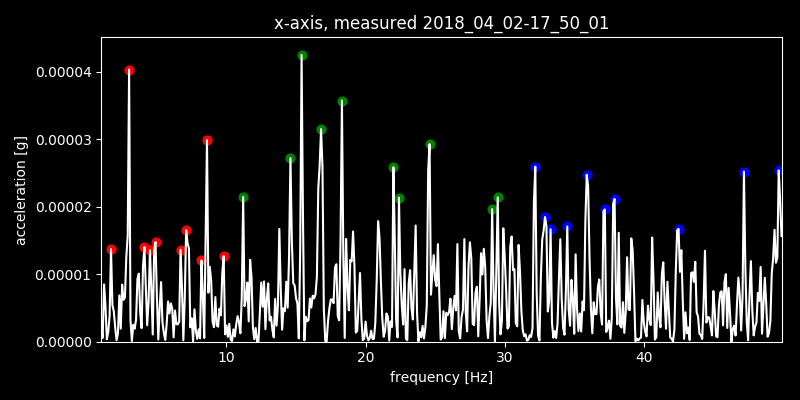 x-axis, measured 2018_04_02-17_50_01
acceleration [g]
0.00004
0.00003
0.00002
0.00001
0.00000
10 20 30 40
frequency [Hz]